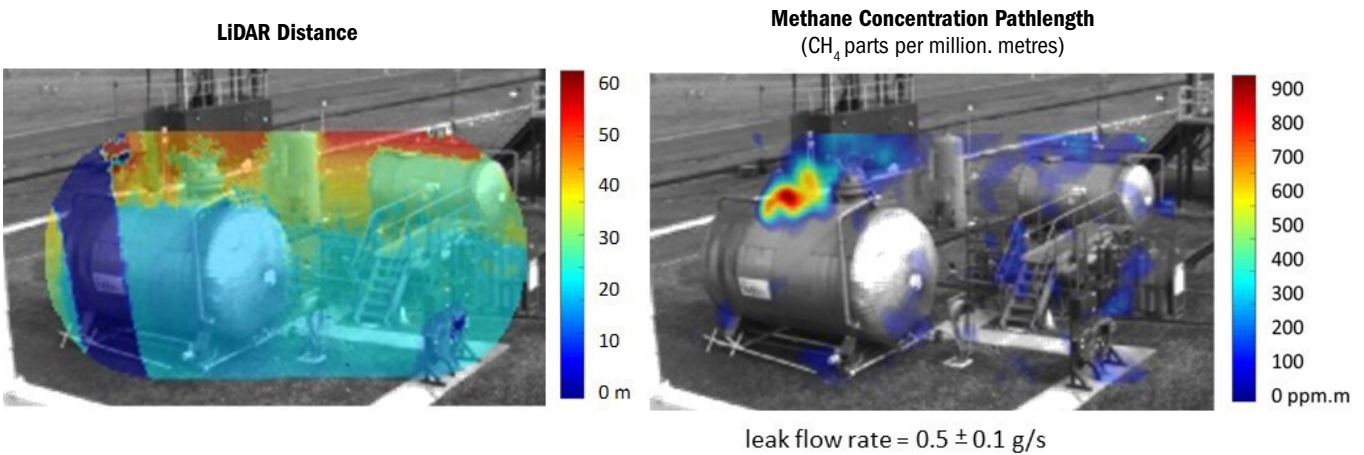 LiDAR Distance
60
50
40
30
20
10
0 m
Methane Concentration Pathlength
(CH4 parts per million. metres)
900
800
700
600
500
400
300
200
100
0 ppm.m
leak flow rate = 0.5 ± 0.1 g/s